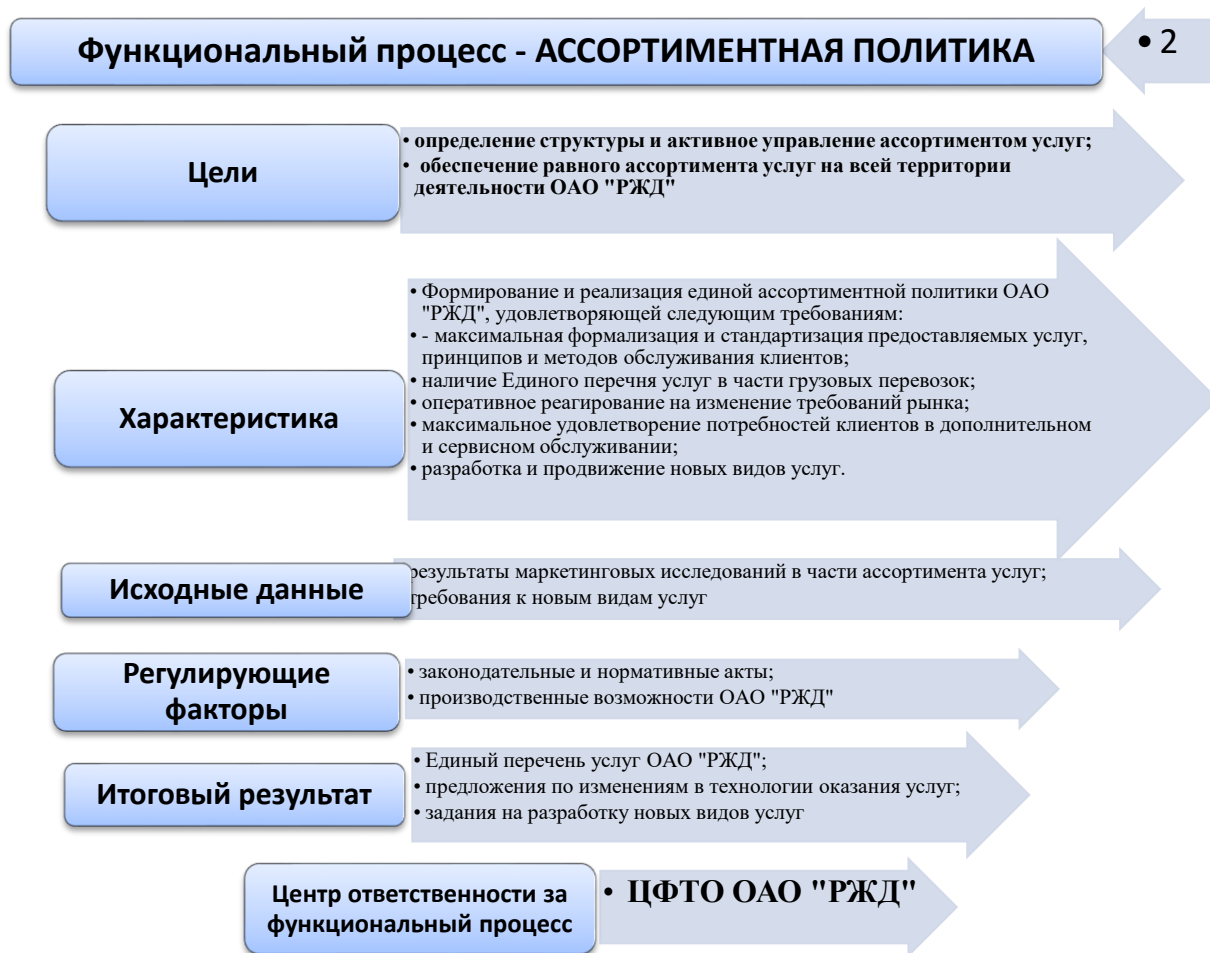 Функциональный процесс - АССОРТИМЕНТНАЯ ПОЛИТИКА
• 2
Цели
• определение структуры и активное управление ассортиментом услуг;
• обеспечение равного ассортимента услуг на всей территории
деятельности ОАО "РЖД"
Характеристика
• Формирование и реализация единой ассортиментной политики ОАО
"РЖД", удовлетворяющей следующим требованиям:
• - максимальная формализация и стандартизация предоставляемых услуг,
принципов и методов обслуживания клиентов;
• наличие Единого перечня услуг в части грузовых перевозок;
• оперативное реагирование на изменение требований рынка;
• максимальное удовлетворение потребностей клиентов в дополнительном
и сервисном обслуживании;
• разработка и продвижение новых видов услуг.
Исходные данные
результаты маркетинговых исследований в части ассортимента услуг;
требования к новым видам услуг
Регулирующие
факторы
• законодательные и нормативные акты;
• производственные возможности ОАО "РЖД"
Итоговый результат
• Единый перечень услуг ОАО "РЖД";
• предложения по изменениям в технологии оказания услуг;
• задания на разработку новых видов услуг
Центр ответственности за
функциональный процесс
• ЦФТО ОАО "РЖД"